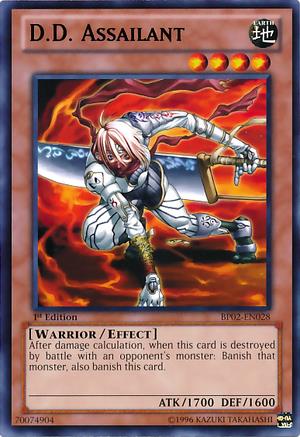 D.D. Assailant
EARTH
地
1st Edition
BP02-EN028
[Warrior / Effect]
After damage calculation, when this card is destroyed
by battle with an opponent's monster: Banish that
monster, also banish this card.
ATK/1700 DEF/1600
70074904
©1996 KAZUKI TAKAHASHI